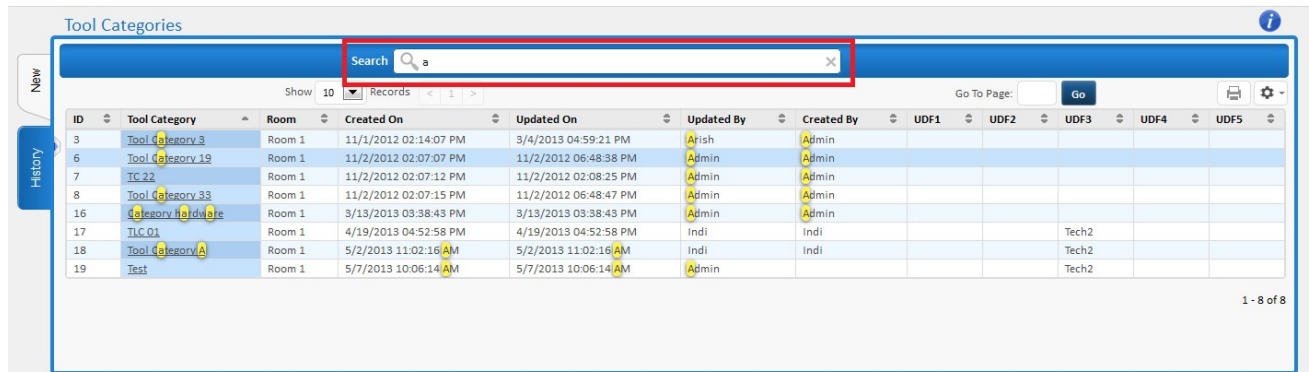 Tool Categories
New
History
Search a
Show 10 Records < 1 > Go To Page: Go
ID Tool Category Room Created On Updated On Updated By Created By UDF1 UDF2 UDF3 UDF4 UDF5
3 Tool Category 3 Room 1 11/1/2012 02:14:07 PM 3/4/2013 04:59:21 PM Arish Admin
6 Tool Category 19 Room 1 11/2/2012 02:07:07 PM 11/2/2012 06:48:38 PM Admin Admin
7 TC 22 Room 1 11/2/2012 02:07:12 PM 11/2/2012 02:08:25 PM Admin Admin
8 Tool Category 33 Room 1 11/2/2012 02:07:15 PM 11/2/2012 06:48:47 PM Admin Admin
16 Category hardware Room 1 3/13/2013 03:38:43 PM 3/13/2013 03:38:43 PM Admin Admin
17 TLC 01 Room 1 4/19/2013 04:52:58 PM 4/19/2013 04:52:58 PM Indi Indi Tech2
18 Tool Category A Room 1 5/2/2013 11:02:16 AM 5/2/2013 11:02:16 AM Indi Indi Tech2
19 Test Room 1 5/7/2013 10:06:14 AM 5/7/2013 10:06:14 AM Admin Tech2
1 - 8 of 8